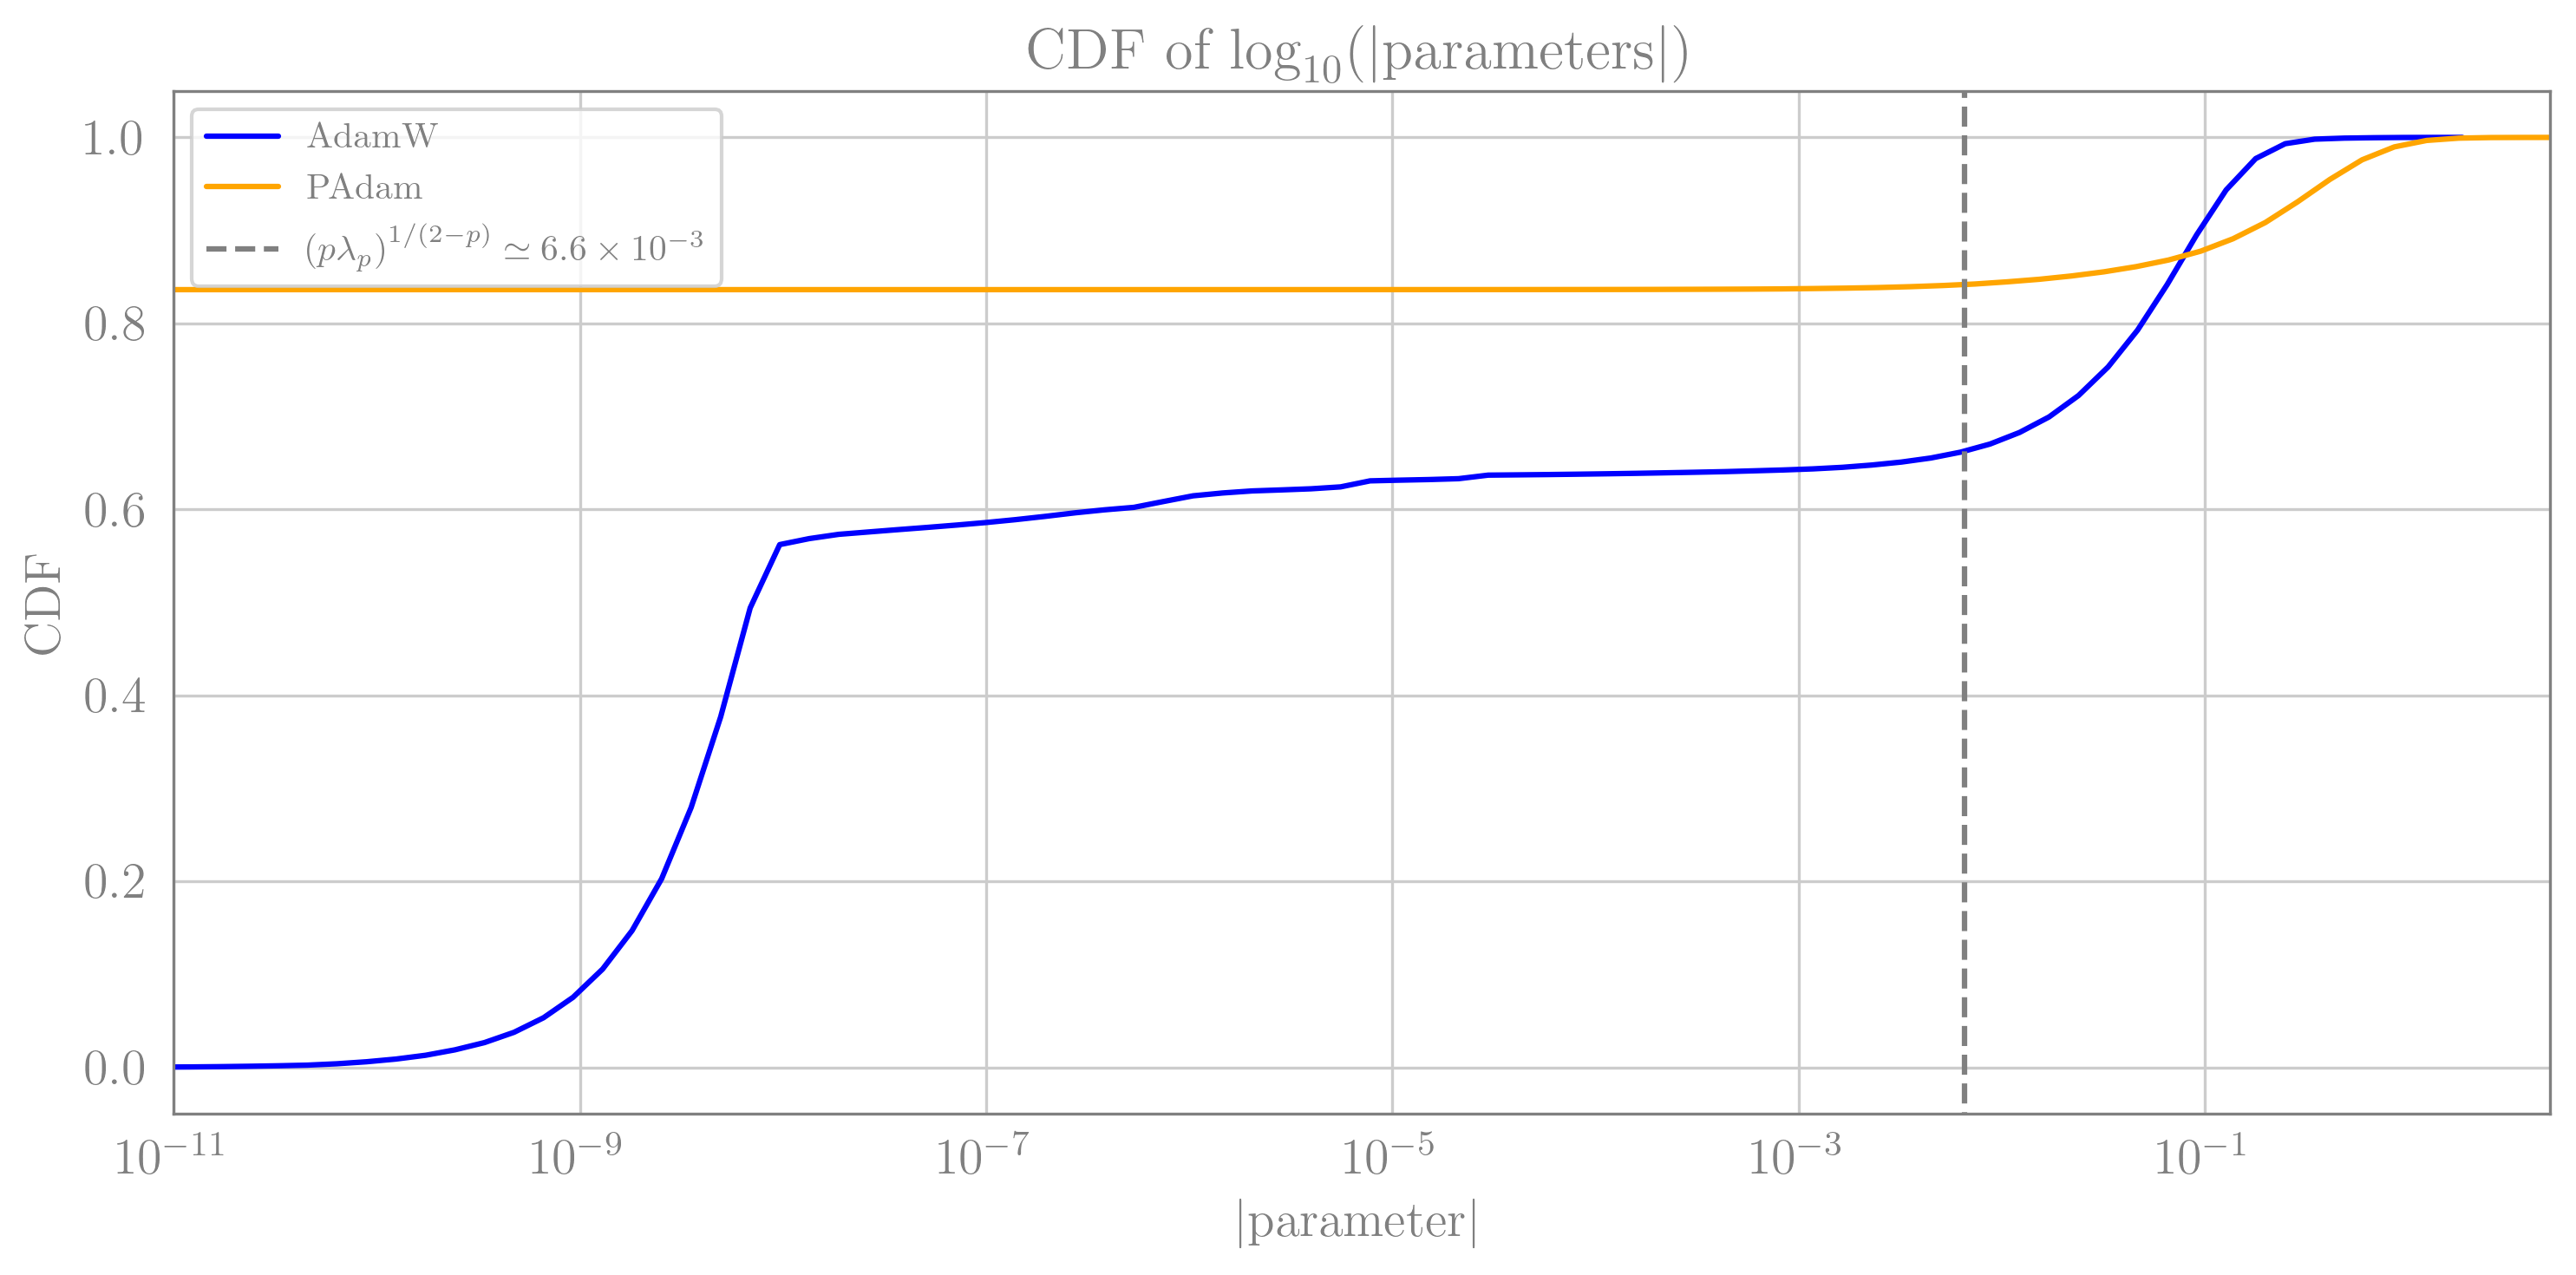 CDF of log₁₀(|parameters|)
AdamW
PAdam
(pλₚ)^{1/(2−p)} ≃ 6.6 × 10⁻³
1.0
0.8
0.6
0.4
0.2
0.0
CDF
10⁻¹¹ 10⁻⁹ 10⁻⁷ 10⁻⁵ 10⁻³ 10⁻¹
|parameter|